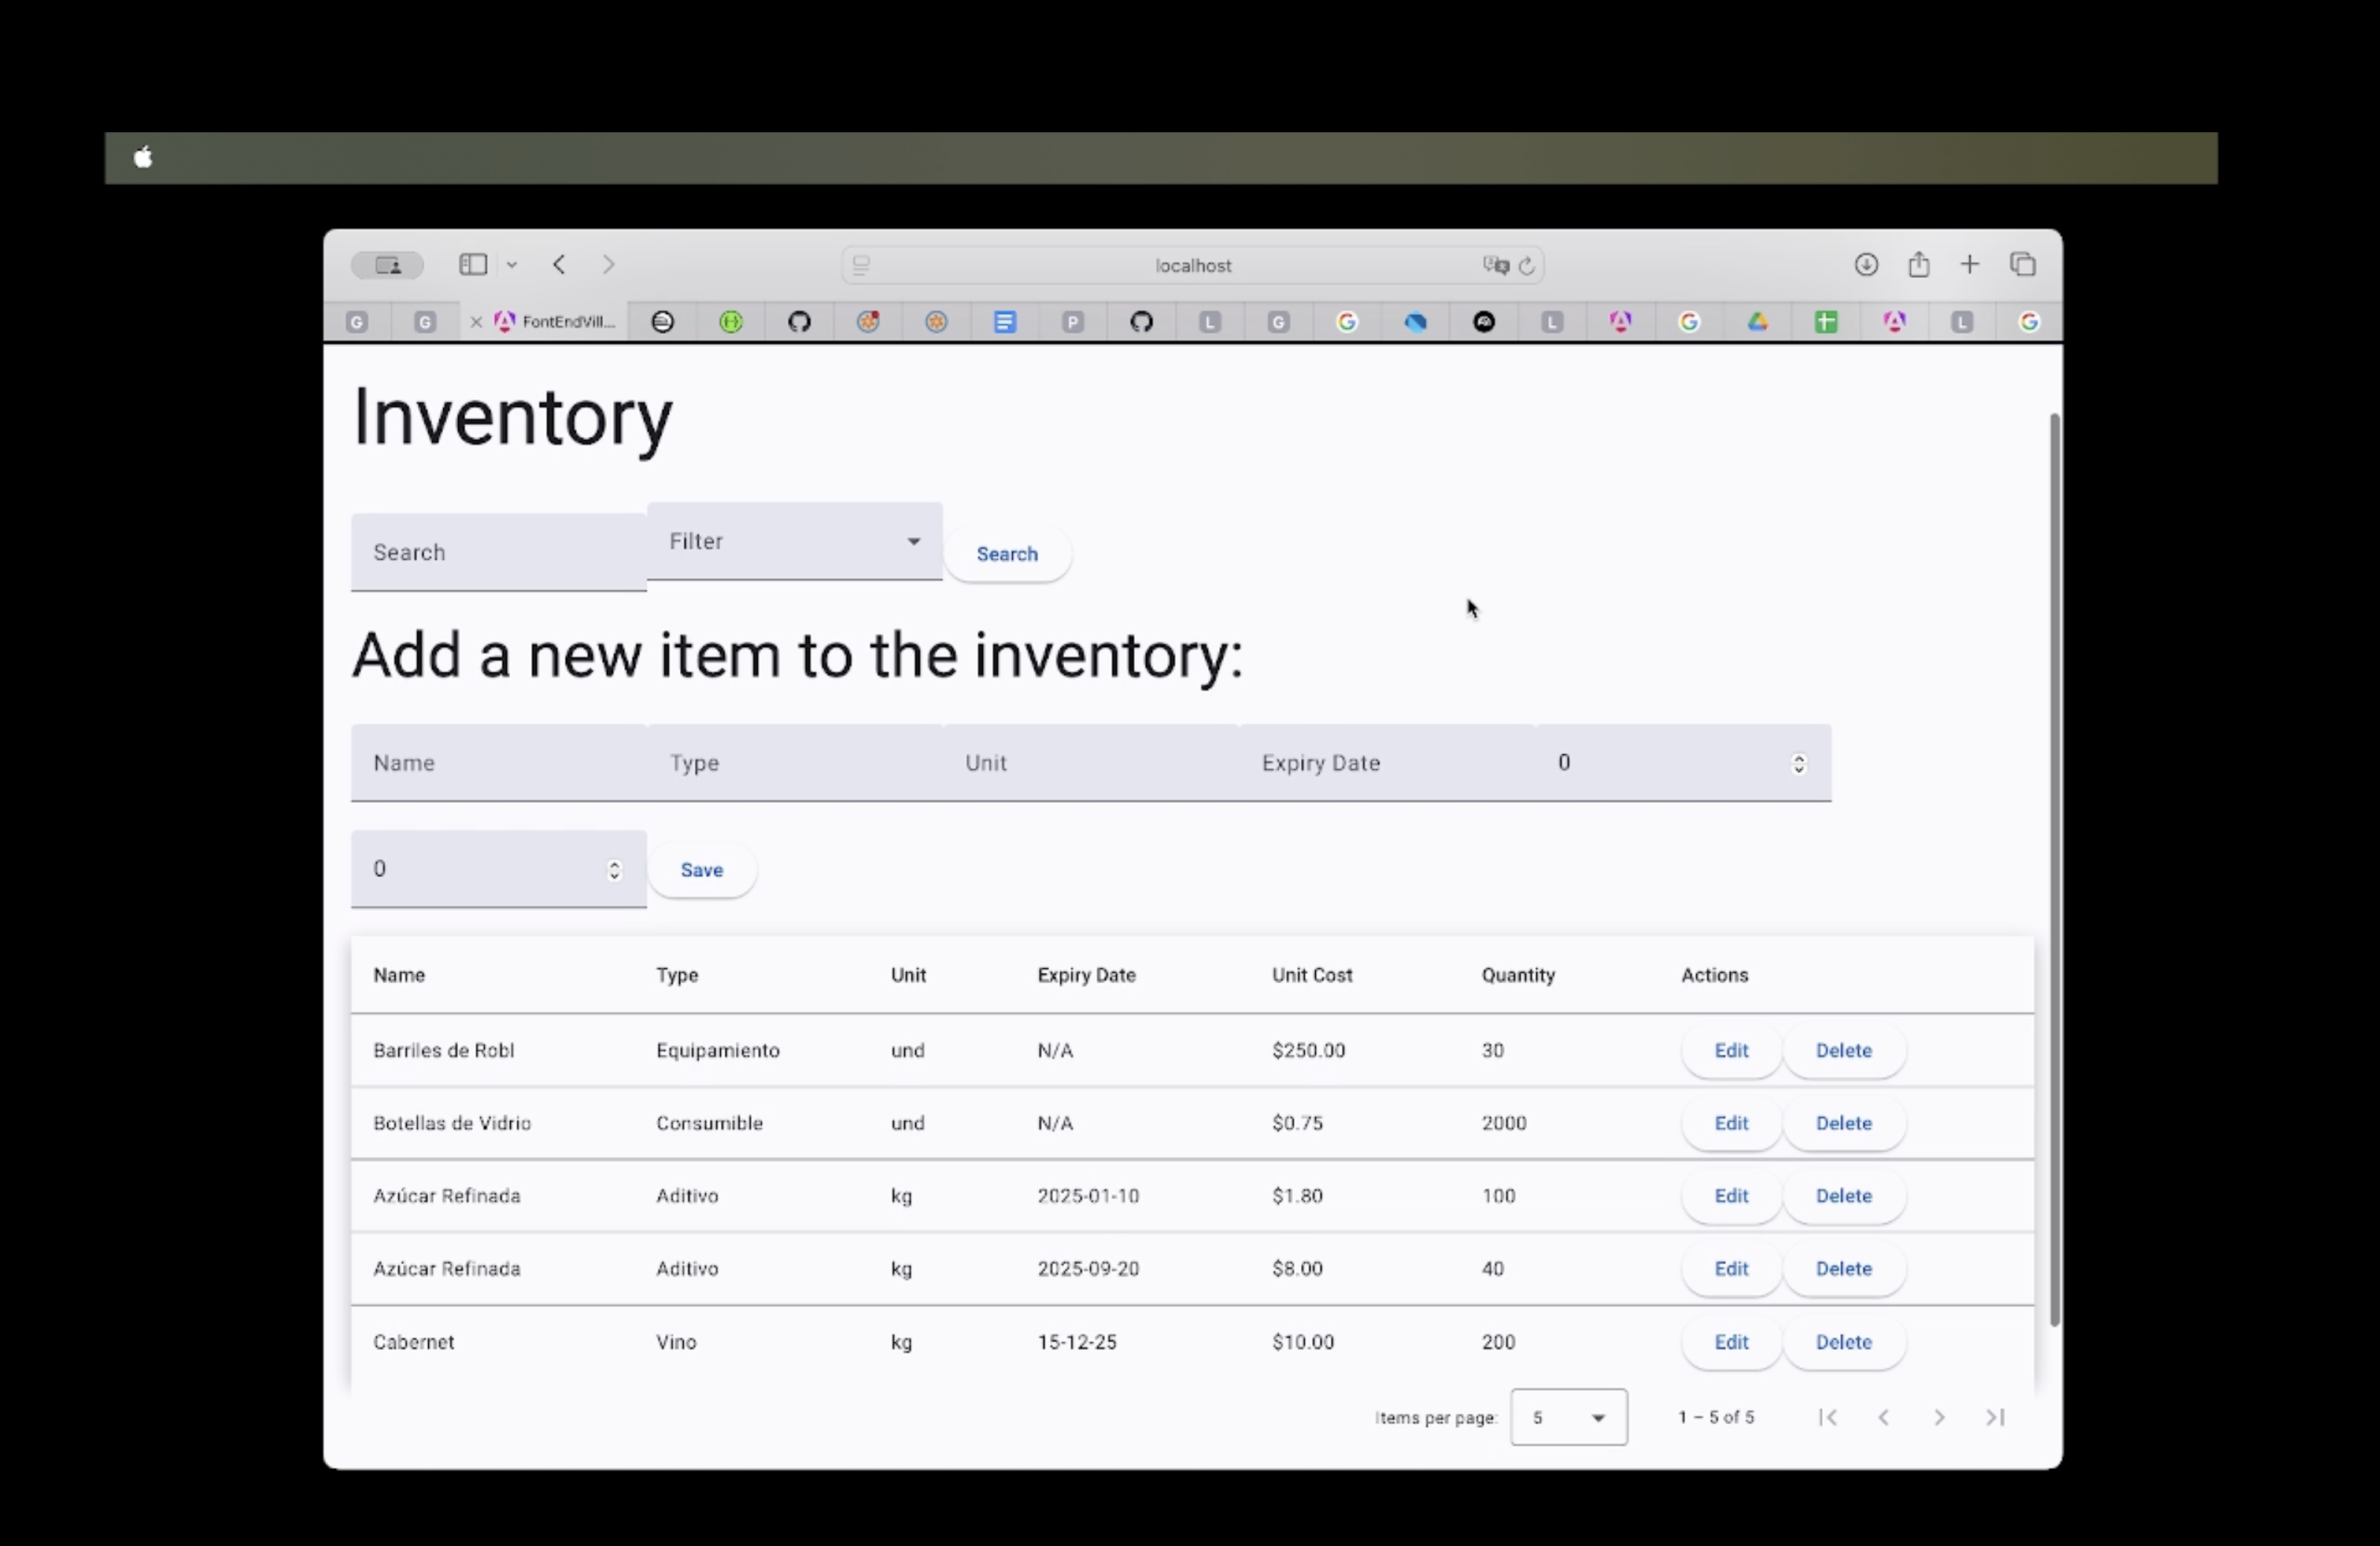 localhost
G G FontEndVill... P L G L L
Inventory
Search Filter Search
Add a new item to the inventory:
Name Type Unit Expiry Date 0
0 Save
Name Type Unit Expiry Date Unit Cost Quantity Actions
Barriles de Robl Equipamiento und N/A $250.00 30 Edit Delete
Botellas de Vidrio Consumible und N/A $0.75 2000 Edit Delete
Azúcar Refinada Aditivo kg 2025-01-10 $1.80 100 Edit Delete
Azúcar Refinada Aditivo kg 2025-09-20 $8.00 40 Edit Delete
Cabernet Vino kg 15-12-25 $10.00 200 Edit Delete
Items per page: 5 1 – 5 of 5